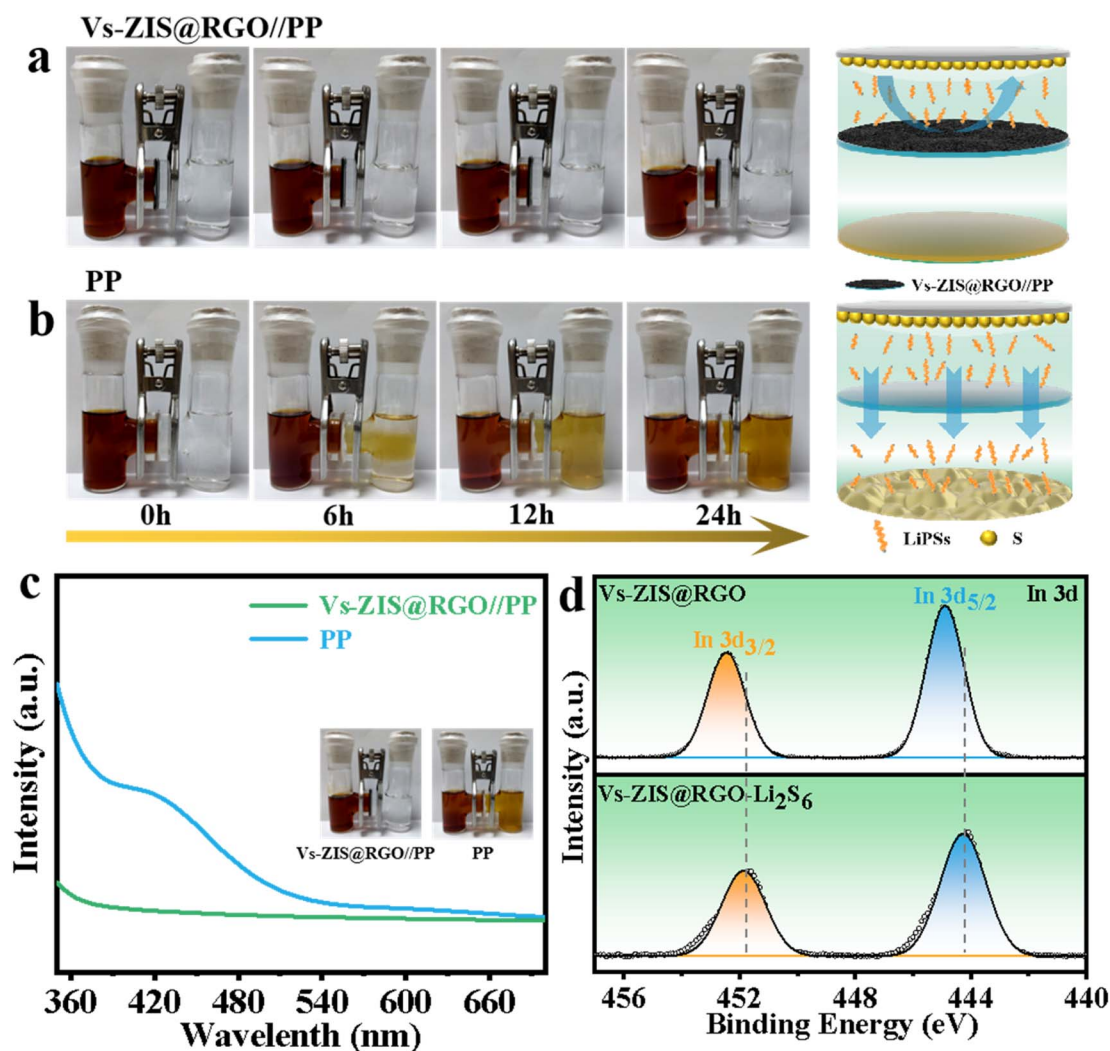 Vs-ZIS@RGO//PP
a
Vs-ZIS@RGO//PP
PP
b
0h 6h 12h 24h
LiPSs S
c
Vs-ZIS@RGO//PP
PP
Vs-ZIS@RGO//PP PP
Intensity (a.u.)
360 420 480 540 600 660
Wavelenth (nm)
d
Vs-ZIS@RGO In 3d5/2 In 3d
In 3d3/2
Vs-ZIS@RGO-Li2S6
Intensity (a.u.)
456 452 448 444 440
Binding Energy (eV)